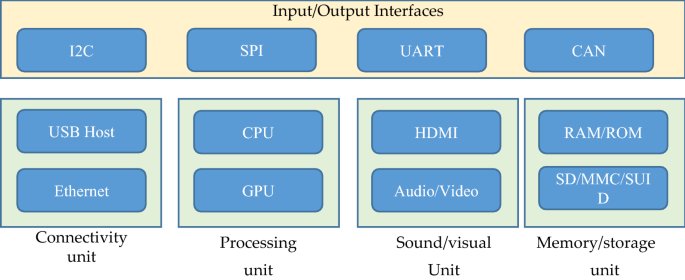 Input/Output Interfaces
I2C
SPI
UART
CAN
USB Host
CPU
HDMI
RAM/ROM
Ethernet
GPU
Audio/Video
SD/MMC/SUI
D
Connectivity
unit
Processing
unit
Sound/visual
Unit
Memory/storage
unit